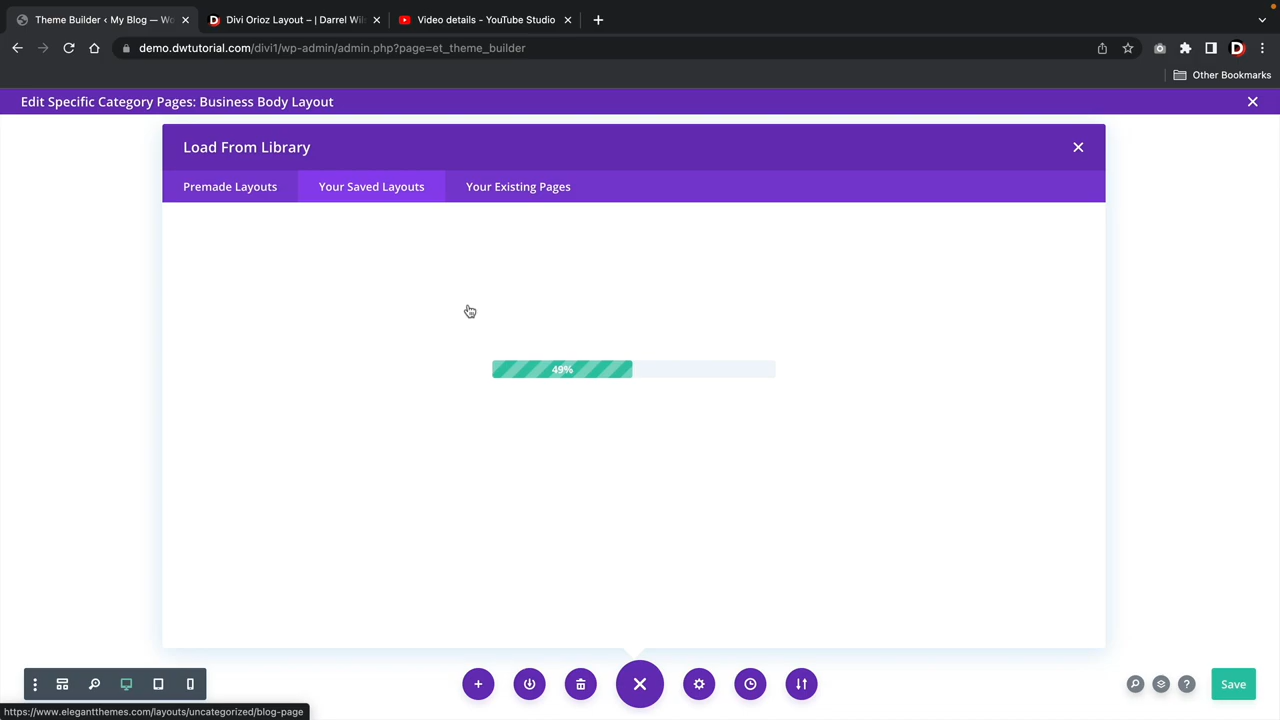 Theme Builder ‹ My Blog — Wo
Divi Orioz Layout – | Darrel Wils
Video details - YouTube Studio
demo.dwtutorial.com/divi1/wp-admin/admin.php?page=et_theme_builder
Other Bookmarks
Edit Specific Category Pages: Business Body Layout
Load From Library
Premade Layouts
Your Saved Layouts
Your Existing Pages
49%
Save
https://www.elegantthemes.com/layouts/uncategorized/blog-page